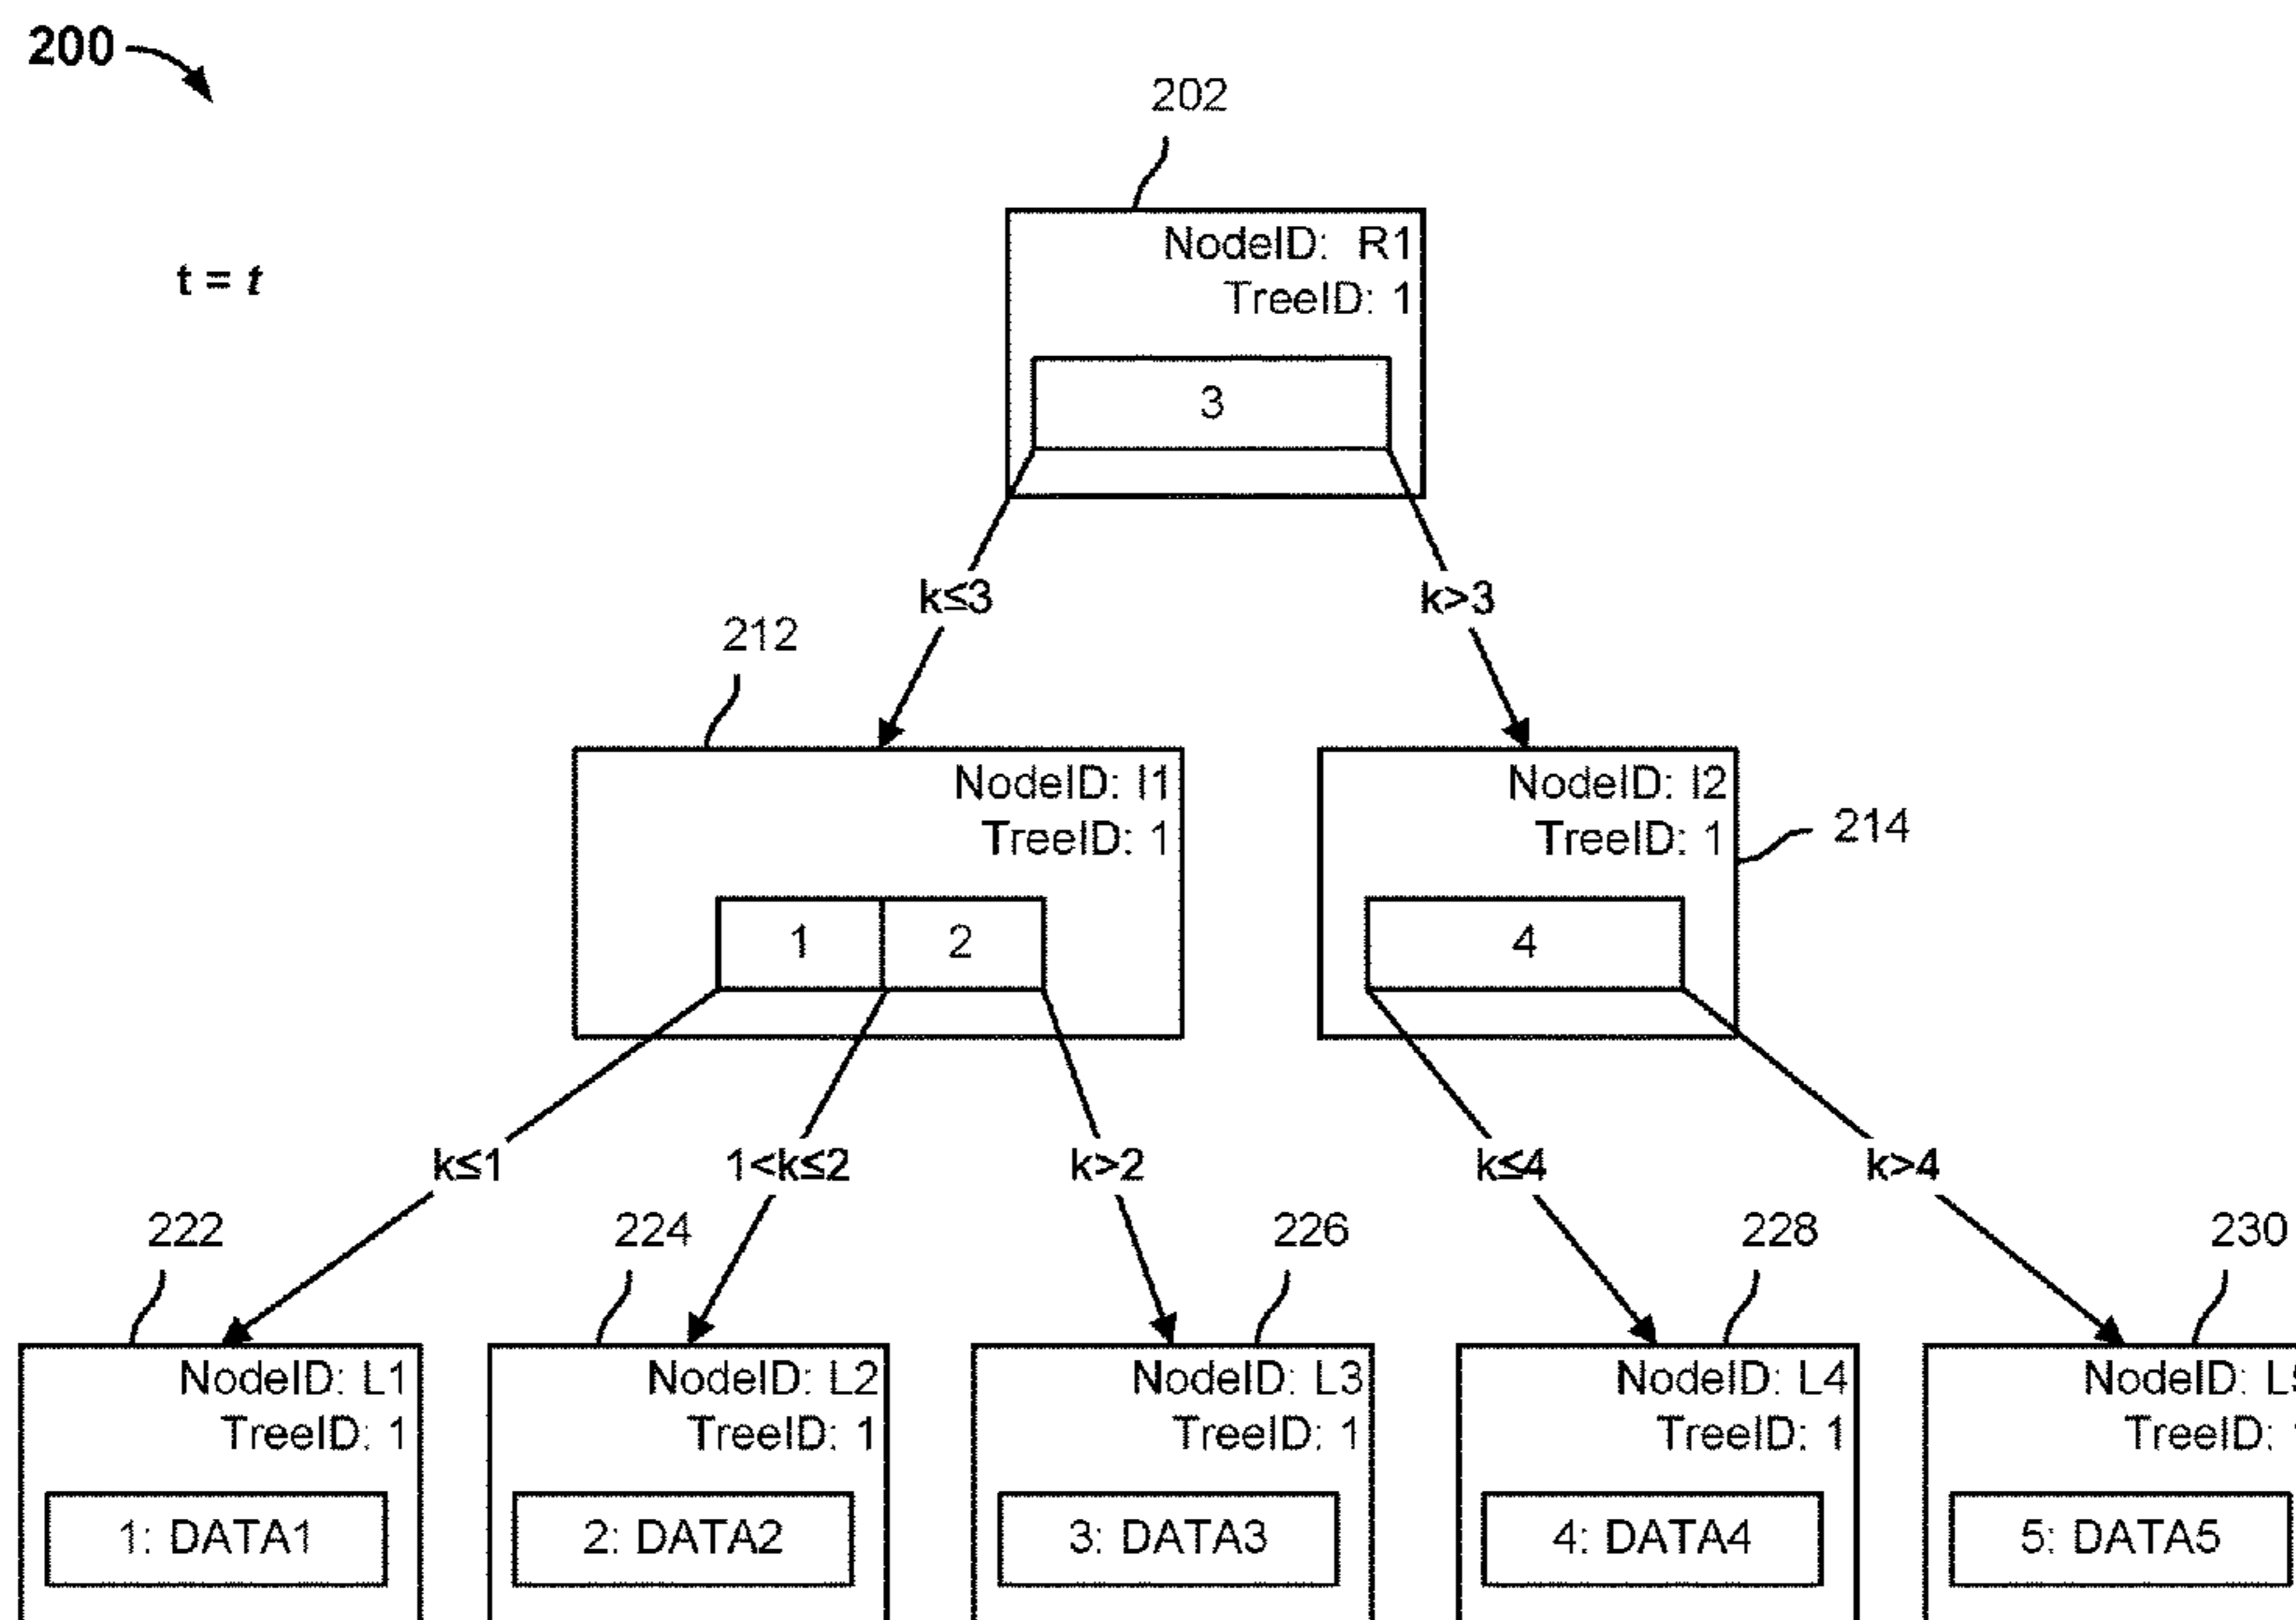 200
202
t = t
NodeID: R1
TreeID: 1
3
k≤3
k>3
212
NodeID: I1
TreeID: 1
1
2
NodeID: I2
TreeID: 1
214
4
k≤1
1<k≤2
k>2
k≤4
k>4
222
224
226
228
230
NodeID: L1
TreeID: 1
NodeID: L2
TreeID: 1
NodeID: L3
TreeID: 1
NodeID: L4
TreeID: 1
NodeID:
TreeID:
1: DATA1
2: DATA2
3: DATA3
4: DATA4
5: DATA5